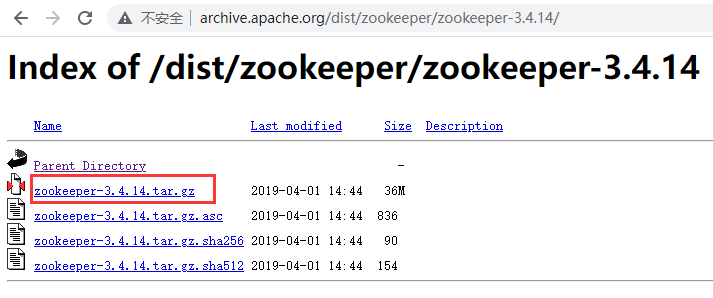 不安全 | archive.apache.org/dist/zookeeper/zookeeper-3.4.14/
Index of /dist/zookeeper/zookeeper-3.4.14
Name Last modified Size Description
Parent Directory -
zookeeper-3.4.14.tar.gz 2019-04-01 14:44 36M
zookeeper-3.4.14.tar.gz.asc 2019-04-01 14:44 836
zookeeper-3.4.14.tar.gz.sha256 2019-04-01 14:44 90
zookeeper-3.4.14.tar.gz.sha512 2019-04-01 14:44 154